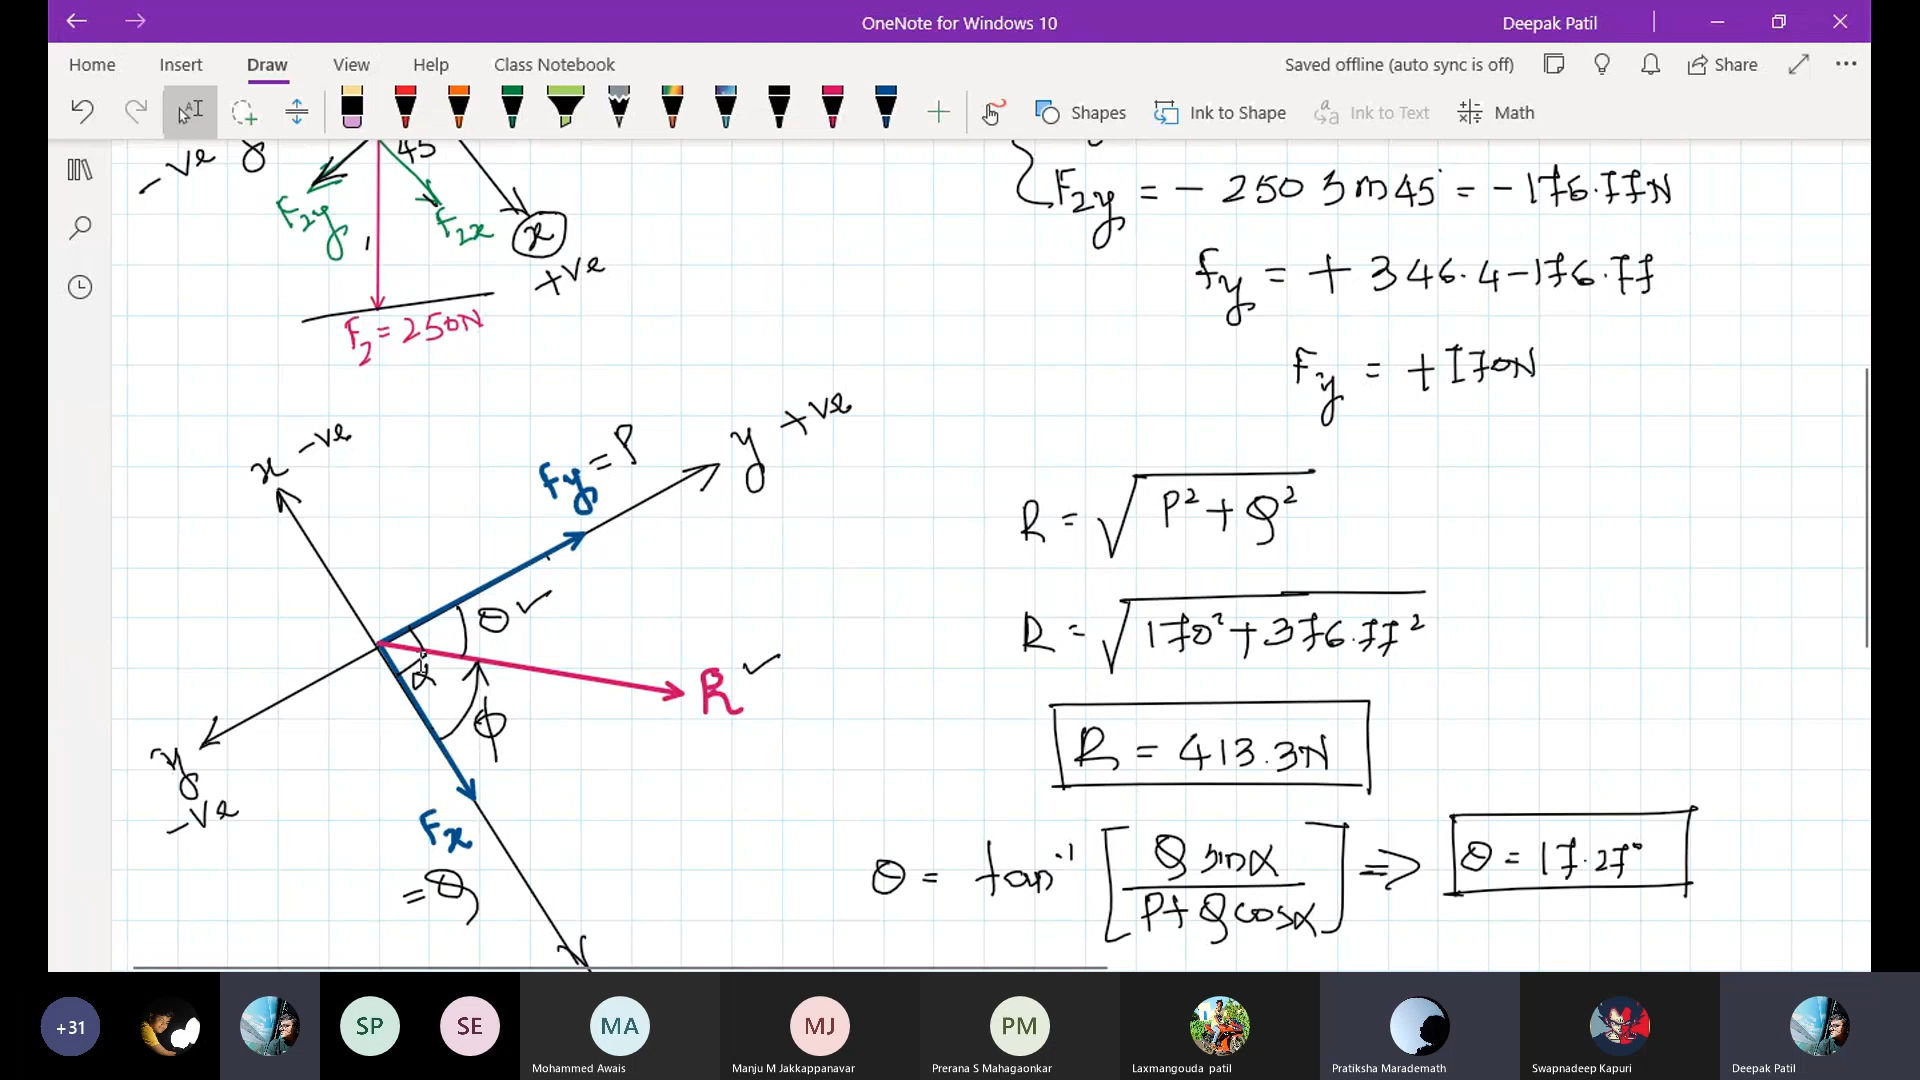 OneNote for Windows 10
Deepak Patil
Home Insert Draw View Help Class Notebook
Saved offline (auto sync is off)
Share
Shapes
Ink to Shape
Ink to Text
Math
-ve y
45
F2y
F2x
x
+ve
F2 = 250N
F2y = - 250 sin45° = -176.77N
Fy = + 346.4-176.77
Fy = +170N
x -ve
Fy = P
y +ve
θ ✓
α
R ✓
ϕ
y
-ve
Fx
= Q
R = √P² + Q²
R = √170² + 376.77²
R = 413.3N
θ = tan-1 [Q sinα / P+ Q cosα] => θ = 17.27°
+31
SP
SE
MA
MJ
PM
Mohammed Awais
Manju M Jakkappanavar
Prerana S Mahagaonkar
Laxmangouda patil
Pratiksha Marademath
Swapnadeep Kapuri
Deepak Patil